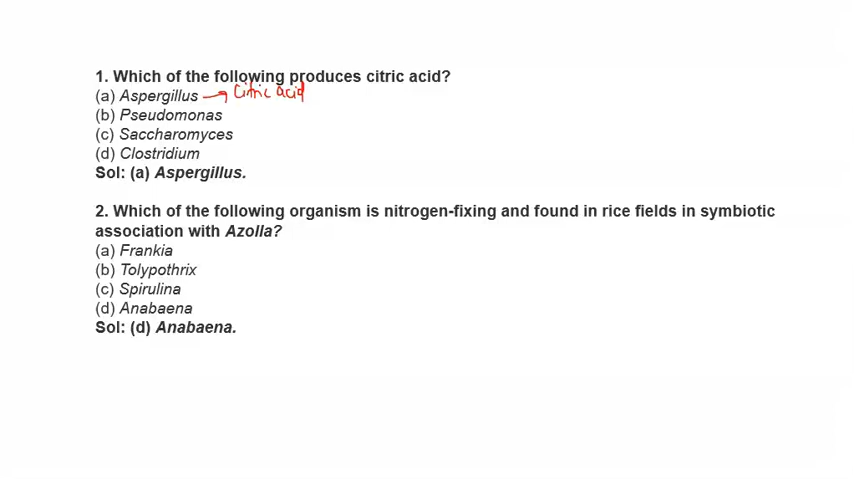 1. Which of the following produces citric acid?
(a) Aspergillus → Citric acid
(b) Pseudomonas
(c) Saccharomyces
(d) Clostridium
Sol: (a) Aspergillus.
2. Which of the following organism is nitrogen-fixing and found in rice fields in symbiotic
association with Azolla?
(a) Frankia
(b) Tolypothrix
(c) Spirulina
(d) Anabaena
Sol: (d) Anabaena.